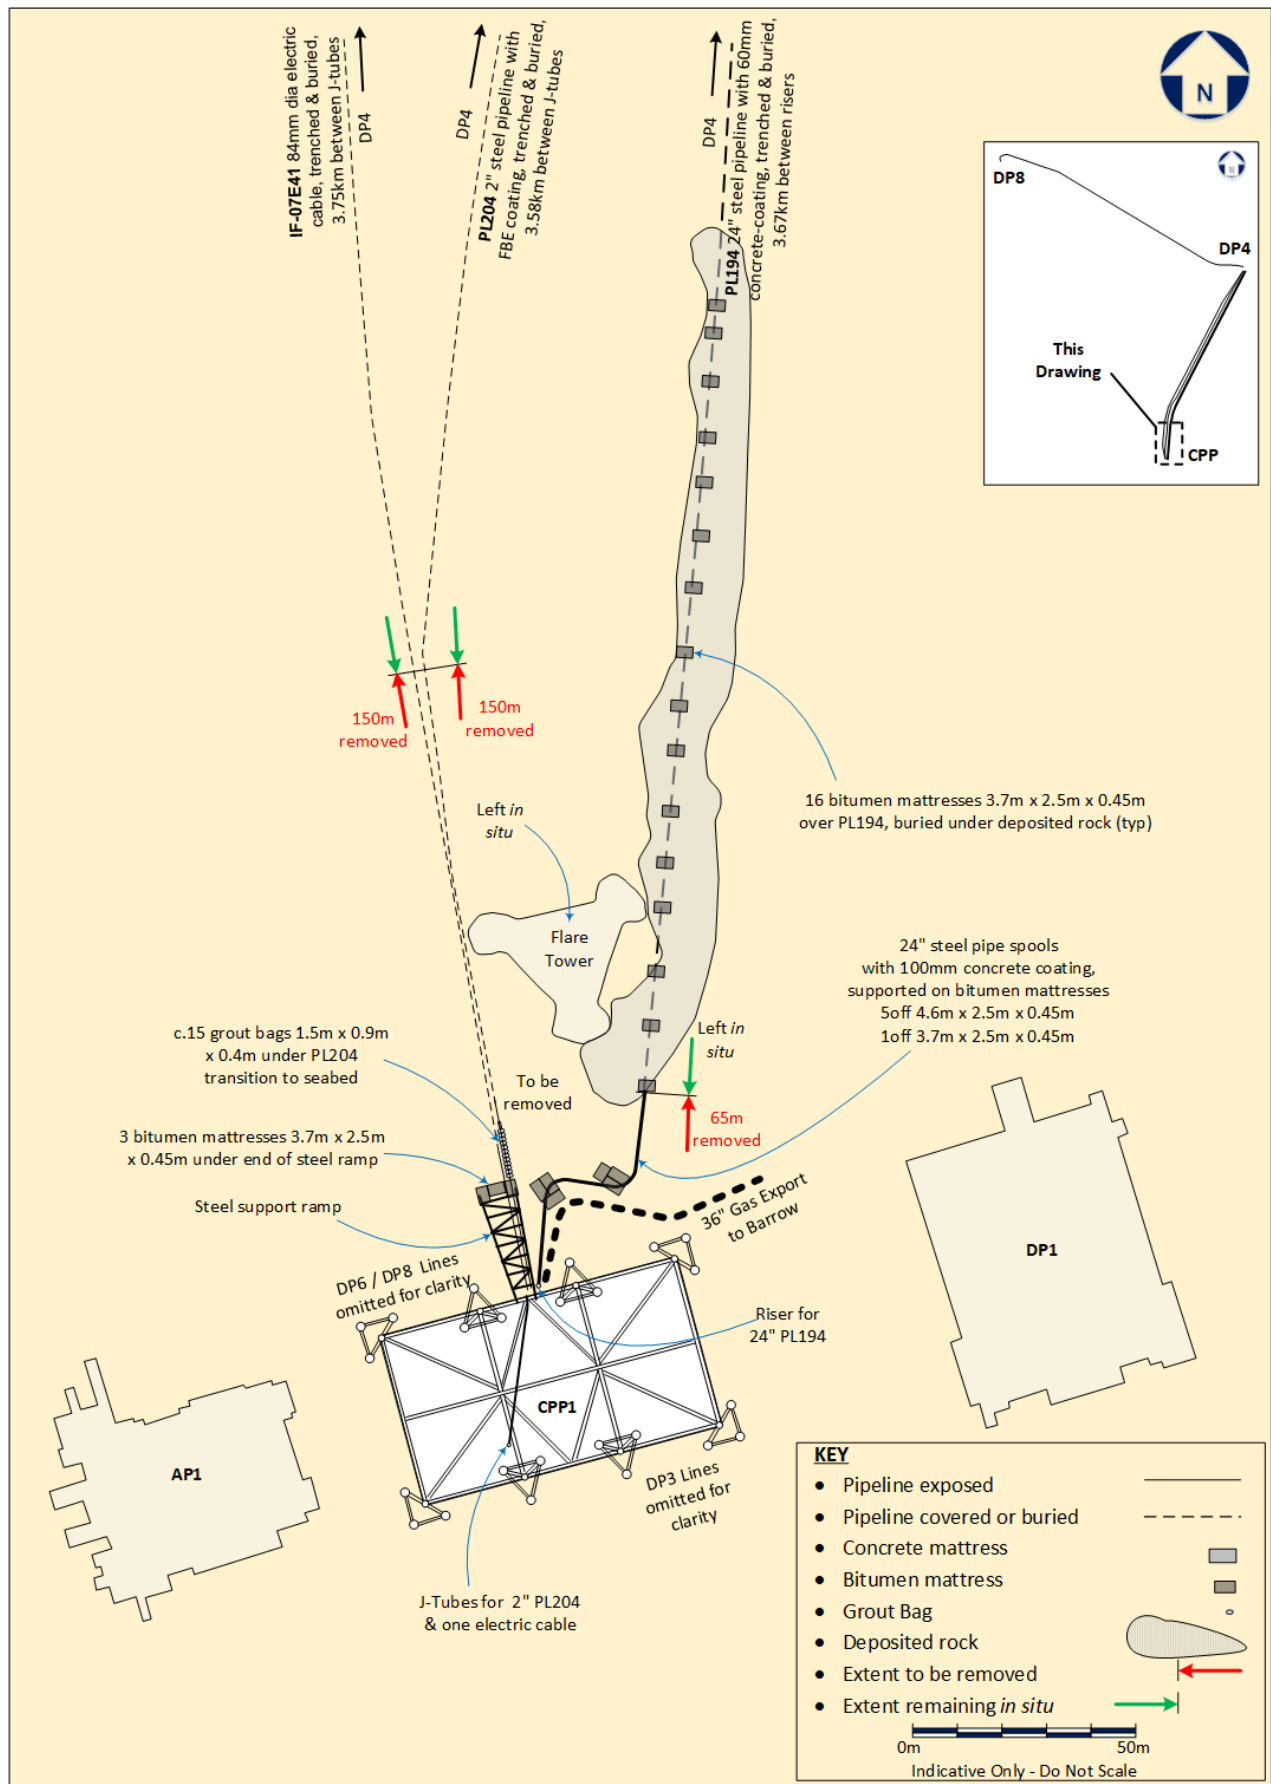 IF-07E41 84mm dia electric
cable, trenched & buried,
3.75km between J-tubes
DP4
PL204 2" steel pipeline with
FBE coating, trenched & buried,
3.58km between J-tubes
DP4
PL194 24" steel pipeline with 60mm
concrete-coating, trenched & buried,
3.67km between risers
DP4
N
DP8
DP4
This
Drawing
CPP
150m
removed
150m
removed
16 bitumen mattresses 3.7m x 2.5m x 0.45m
over PL194, buried under deposited rock (typ)
Left in
situ
Flare
Tower
24" steel pipe spools
with 100mm concrete coating,
supported on bitumen mattresses
5off 4.6m x 2.5m x 0.45m
1off 3.7m x 2.5m x 0.45m
c.15 grout bags 1.5m x 0.9m
x 0.4m under PL204
transition to seabed
Left in
situ
To be
removed
65m
removed
3 bitumen mattresses 3.7m x 2.5m
x 0.45m under end of steel ramp
Steel support ramp
36" Gas Export
to Barrow
DP1
DP6 / DP8 Lines
omitted for clarity
Riser for
24" PL194
CPP1
AP1
DP3 Lines
omitted for
clarity
J-Tubes for 2" PL204
& one electric cable
KEY
• Pipeline exposed
• Pipeline covered or buried
• Concrete mattress
• Bitumen mattress
• Grout Bag
• Deposited rock
• Extent to be removed
• Extent remaining in situ
0m 50m
Indicative Only - Do Not Scale